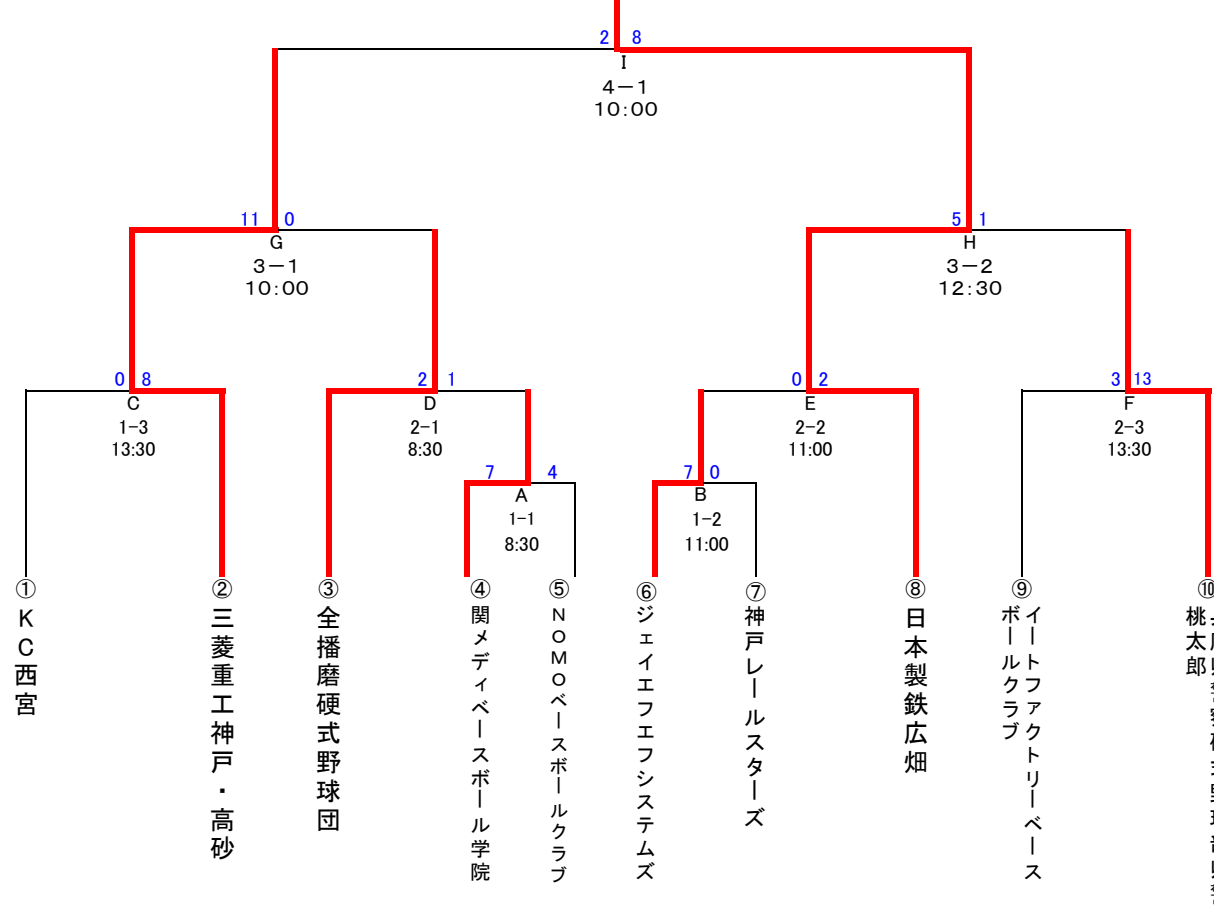 2 8
I
4－1
10:00
11 0
G
3－1
10:00
5 1
H
3－2
12:30
0 8
C
1-3
13:30
2 1
D
2-1
8:30
0 2
E
2-2
11:00
3 13
F
2-3
13:30
7 4
A
1-1
8:30
7 0
B
1-2
11:00
①
KC西宮
②
三菱重工神戸・高砂
③
全播磨硬式野球団
④
関メディベースボール学院
⑤
NOMOベースボールクラブ
⑥
ジェイエフエフシステムズ
⑦
神戸レールスターズ
⑧
日本製鉄広畑
⑨
イートファクトリーベース
ボールクラブ
⑩
桃太郎